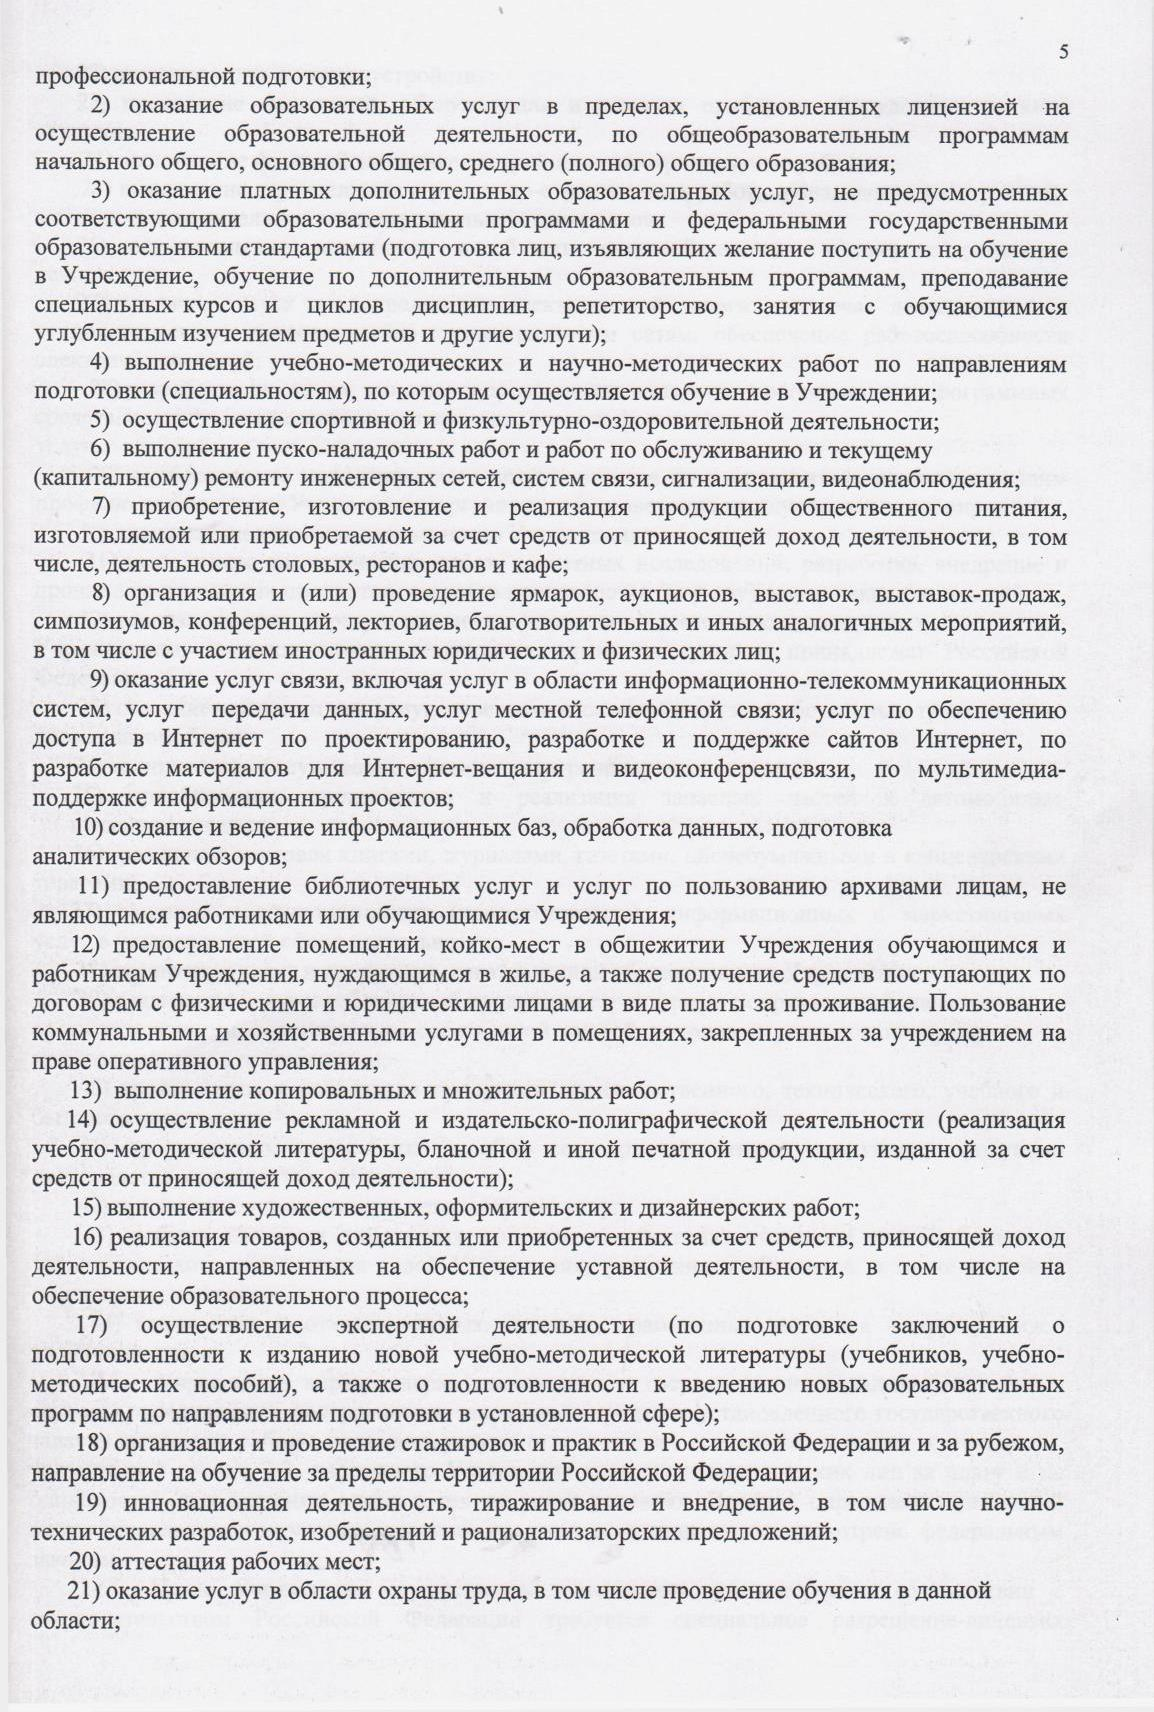 5
профессиональной подготовки;
2) оказание образовательных услуг в пределах, установленных лицензией на
осуществление образовательной деятельности, по общеобразовательным программам
начального общего, основного общего, среднего (полного) общего образования;
3) оказание платных дополнительных образовательных услуг, не предусмотренных
соответствующими образовательными программами и федеральными государственными
образовательными стандартами (подготовка лиц, изъявляющих желание поступить на обучение
в Учреждение, обучение по дополнительным образовательным программам, преподавание
специальных курсов и циклов дисциплин, репетиторство, занятия с обучающимися
углубленным изучением предметов и другие услуги);
4) выполнение учебно-методических и научно-методических работ по направлениям
подготовки (специальностям), по которым осуществляется обучение в Учреждении;
5) осуществление спортивной и физкультурно-оздоровительной деятельности;
6) выполнение пуско-наладочных работ и работ по обслуживанию и текущему
(капитальному) ремонту инженерных сетей, систем связи, сигнализации, видеонаблюдения;
7) приобретение, изготовление и реализация продукции общественного питания,
изготовляемой или приобретаемой за счет средств от приносящей доход деятельности, в том
числе, деятельность столовых, ресторанов и кафе;
8) организация и (или) проведение ярмарок, аукционов, выставок, выставок-продаж,
симпозиумов, конференций, лекториев, благотворительных и иных аналогичных мероприятий,
в том числе с участием иностранных юридических и физических лиц;
9) оказание услуг связи, включая услуг в области информационно-телекоммуникационных
систем, услуг передачи данных, услуг местной телефонной связи; услуг по обеспечению
доступа в Интернет по проектированию, разработке и поддержке сайтов Интернет, по
разработке материалов для Интернет-вещания и видеоконференцсвязи, по мультимедиа-
поддержке информационных проектов;
10) создание и ведение информационных баз, обработка данных, подготовка
аналитических обзоров;
11) предоставление библиотечных услуг и услуг по пользованию архивами лицам, не
являющимся работниками или обучающимися Учреждения;
12) предоставление помещений, койко-мест в общежитии Учреждения обучающимся и
работникам Учреждения, нуждающимся в жилье, а также получение средств поступающих по
договорам с физическими и юридическими лицами в виде платы за проживание. Пользование
коммунальными и хозяйственными услугами в помещениях, закрепленных за учреждением на
праве оперативного управления;
13) выполнение копировальных и множительных работ;
14) осуществление рекламной и издательско-полиграфической деятельности (реализация
учебно-методической литературы, бланочной и иной печатной продукции, изданной за счет
средств от приносящей доход деятельности);
15) выполнение художественных, оформительских и дизайнерских работ;
16) реализация товаров, созданных или приобретенных за счет средств, приносящей доход
деятельности, направленных на обеспечение уставной деятельности, в том числе на
обеспечение образовательного процесса;
17) осуществление экспертной деятельности (по подготовке заключений о
подготовленности к изданию новой учебно-методической литературы (учебников, учебно-
методических пособий), а также о подготовленности к введению новых образовательных
программ по направлениям подготовки в установленной сфере);
18) организация и проведение стажировок и практик в Российской Федерации и за рубежом,
направление на обучение за пределы территории Российской Федерации;
19) инновационная деятельность, тиражирование и внедрение, в том числе научно-
технических разработок, изобретений и рационализаторских предложений;
20) аттестация рабочих мест;
21) оказание услуг в области охраны труда, в том числе проведение обучения в данной
области;